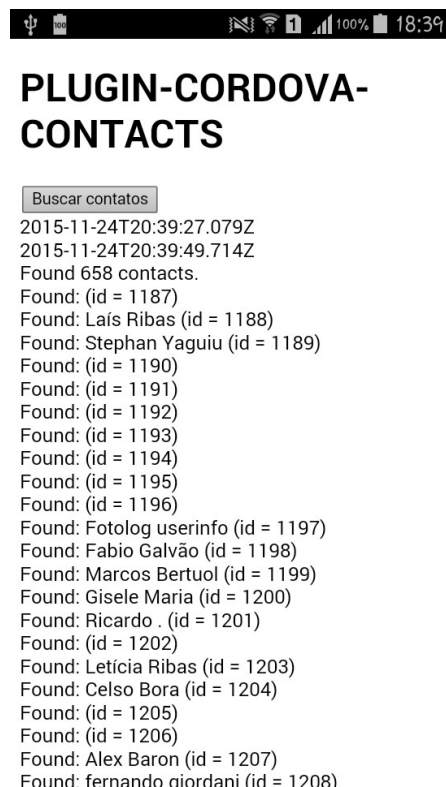 100 1 100% 18:39
PLUGIN-CORDOVA-
CONTACTS
Buscar contatos
2015-11-24T20:39:27.079Z
2015-11-24T20:39:49.714Z
Found 658 contacts.
Found: (id = 1187)
Found: Laís Ribas (id = 1188)
Found: Stephan Yaguiu (id = 1189)
Found: (id = 1190)
Found: (id = 1191)
Found: (id = 1192)
Found: (id = 1193)
Found: (id = 1194)
Found: (id = 1195)
Found: (id = 1196)
Found: Fotolog userinfo (id = 1197)
Found: Fabio Galvão (id = 1198)
Found: Marcos Bertuol (id = 1199)
Found: Gisele Maria (id = 1200)
Found: Ricardo . (id = 1201)
Found: (id = 1202)
Found: Letícia Ribas (id = 1203)
Found: Celso Bora (id = 1204)
Found: (id = 1205)
Found: (id = 1206)
Found: Alex Baron (id = 1207)
Found: fernando giordani (id = 1208)